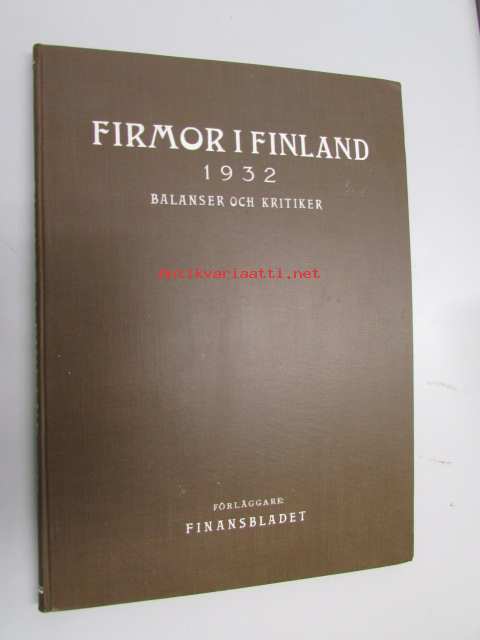 FIRMOR I FINLAND
1932
BALANSER OCH KRITIKER
Antikvariaatti.net
FÖRLÄGGARE:
FINANSBLADET